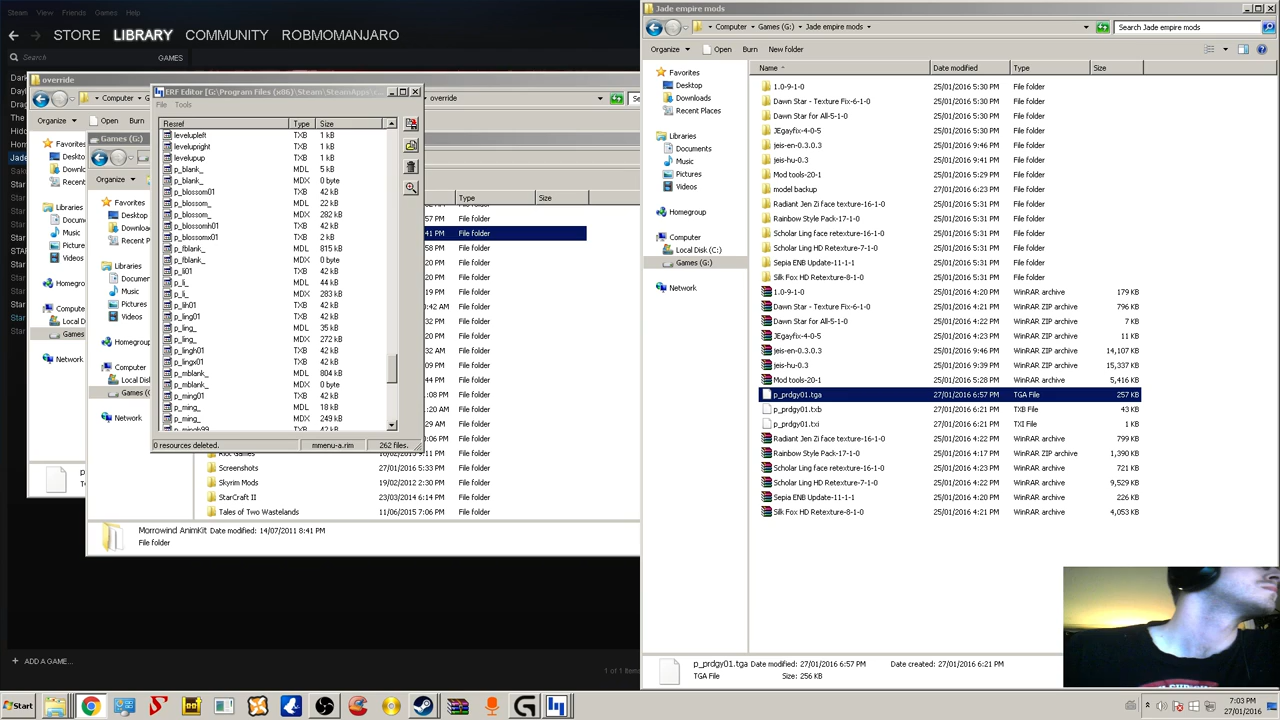 Steam View Friends Games Help
STORE LIBRARY COMMUNITY ROBMOMANJARO
Search
GAMES
override
Computer
override
Organize
Open
Burn
ERF Editor [G:\Program Files (x86)\Steam\SteamApps\c...
File Tools
Resref Type Size
levelupleft TXB 1 kB
levelupright TXB 1 kB
levelupup TXB 1 kB
p_blank_ MDL 5 kB
p_blank_ MDX 0 byte
p_blossom01 TXB 42 kB
p_blossom_ MDL 22 kB
p_blossom_ MDX 282 kB
p_blossomh01 TXB 42 kB
p_blossomx01 TXB 2 kB
p_fblank_ MDL 815 kB
p_fblank_ MDX 0 byte
p_li01 TXB 42 kB
p_li_ MDL 44 kB
p_li_ MDX 283 kB
p_lih01 TXB 42 kB
p_ling01 TXB 42 kB
p_ling_ MDL 35 kB
p_ling_ MDX 272 kB
p_lingh01 TXB 42 kB
p_lingx01 TXB 42 kB
p_mblank_ MDL 804 kB
p_mblank_ MDX 0 byte
p_ming01 TXB 42 kB
p_ming_ MDL 18 kB
p_ming_ MDX 249 kB
0 resources deleted. mmenu-a.rim 262 files.
Games (G:)
Organize
Favorites
Desktop
Libraries
Music
Pictures
Videos
Homegroup
Computer
Network
Type Size
File folder
Screenshots 27/01/2016 5:33 PM File folder
Skyrim Mods 19/02/2012 2:30 PM File folder
StarCraft II 23/03/2014 6:14 PM File folder
Tales of Two Wastelands 11/06/2015 7:06 PM File folder
Morrowind AnimKit Date modified: 14/07/2011 8:41 PM
File folder
ADD A GAME...
Jade empire mods
Computer Games (G:) Jade empire mods
Search Jade empire mods
Organize Open Burn New folder
Favorites
Desktop
Downloads
Recent Places
Libraries
Documents
Music
Pictures
Videos
Homegroup
Computer
Local Disk (C:)
Games (G:)
Network
Name Date modified Type Size
1.0-9-1-0 25/01/2016 5:30 PM File folder
Dawn Star - Texture Fix-6-1-0 25/01/2016 5:30 PM File folder
Dawn Star for All-5-1-0 25/01/2016 5:30 PM File folder
JEgayfix-4-0-5 25/01/2016 5:30 PM File folder
jeis-en-0.3.0.3 25/01/2016 9:46 PM File folder
jeis-hu-0.3 25/01/2016 9:41 PM File folder
Mod tools-20-1 25/01/2016 5:31 PM File folder
model backup 27/01/2016 6:23 PM File folder
Radiant Jen Zi face texture-16-1-0 25/01/2016 5:31 PM File folder
Rainbow Style Pack-17-1-0 25/01/2016 5:31 PM File folder
Scholar Ling face retexture-16-1-0 25/01/2016 5:31 PM File folder
Scholar Ling HD Retexture-7-1-0 25/01/2016 5:31 PM File folder
Sepia ENB Update-11-1-1 25/01/2016 5:31 PM File folder
Silk Fox HD Retexture-8-1-0 25/01/2016 5:31 PM File folder
1.0-9-1-0 25/01/2016 4:20 PM WinRAR archive 179 KB
Dawn Star - Texture Fix-6-1-0 25/01/2016 4:21 PM WinRAR ZIP archive 796 KB
Dawn Star for All-5-1-0 25/01/2016 4:22 PM WinRAR ZIP archive 7 KB
JEgayfix-4-0-5 25/01/2016 4:21 PM WinRAR archive 11 KB
jeis-en-0.3.0.3 25/01/2016 9:46 PM WinRAR ZIP archive 14,107 KB
jeis-hu-0.3 25/01/2016 9:41 PM WinRAR ZIP archive 15,337 KB
Mod tools-20-1 25/01/2016 5:28 PM WinRAR archive 5,416 KB
p_prdgy01.tga 27/01/2016 6:57 PM TGA File 257 KB
p_prdgy01.txb 27/01/2016 6:21 PM TXB File 43 KB
p_prdgy01.txi 27/01/2016 6:21 PM TXI File 1 KB
Radiant Jen Zi face texture-16-1-0 25/01/2016 4:22 PM WinRAR archive 799 KB
Rainbow Style Pack-17-1-0 25/01/2016 4:17 PM WinRAR archive 1,390 KB
Scholar Ling face retexture-16-1-0 25/01/2016 4:22 PM WinRAR archive 721 KB
Scholar Ling HD Retexture-7-1-0 25/01/2016 4:22 PM WinRAR archive 9,529 KB
Sepia ENB Update-11-1-1 25/01/2016 4:20 PM WinRAR archive 226 KB
Silk Fox HD Retexture-8-1-0 25/01/2016 4:21 PM WinRAR archive 4,053 KB
p_prdgy01.tga Date modified: 27/01/2016 6:57 PM Date created: 27/01/2016 6:21 PM
TGA File Size: 256 KB
Start
7:03 PM
27/01/2016